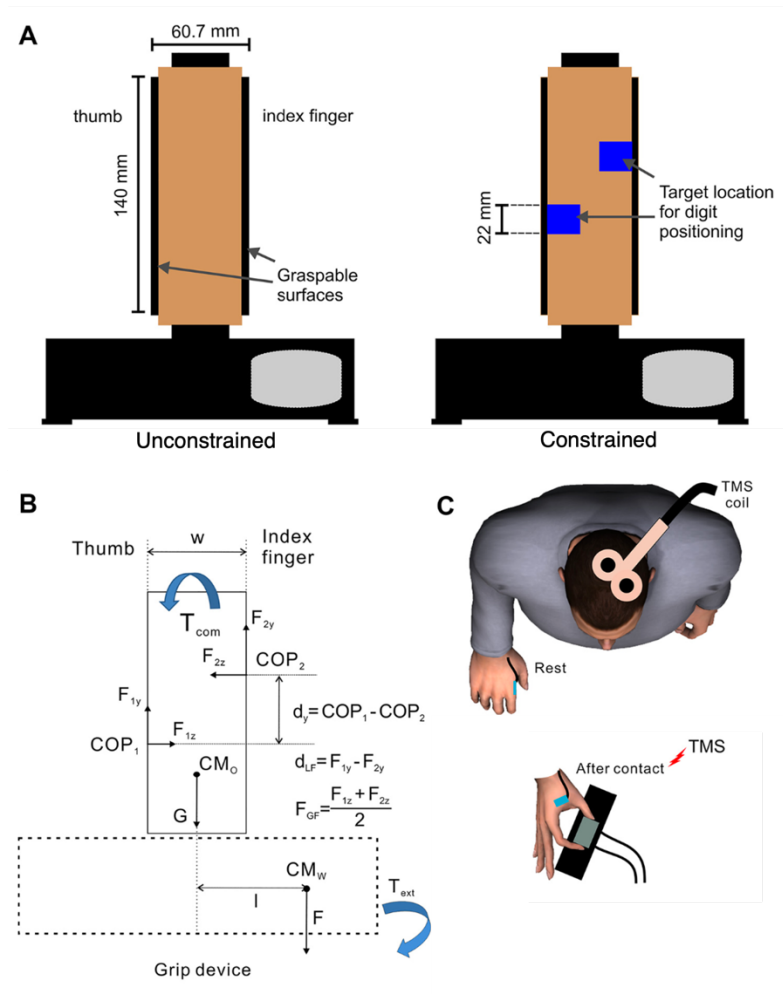 A
60.7 mm
thumb
index finger
140 mm
Graspable
surfaces
Unconstrained
22 mm
Target location
for digit
positioning
Constrained
B
Thumb
w
Index
finger
T_com
F_2y
F_2z
COP_2
F_1y
d_y=COP_1-COP_2
COP_1
F_1z
CM_O
d_LF=F_1y-F_2y
G
F_GF=(F_1z+F_2z)/2
CM_W
l
T_ext
F
Grip device
C
TMS
coil
Rest
TMS
After contact